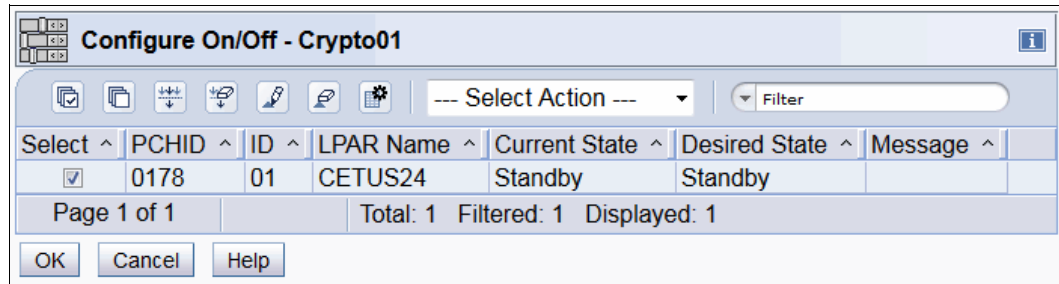 Configure On/Off - Crypto01
--- Select Action --- Filter
Select PCHID ID LPAR Name Current State Desired State Message
0178 01 CETUS24 Standby Standby
Page 1 of 1 Total: 1 Filtered: 1 Displayed: 1
OK Cancel Help